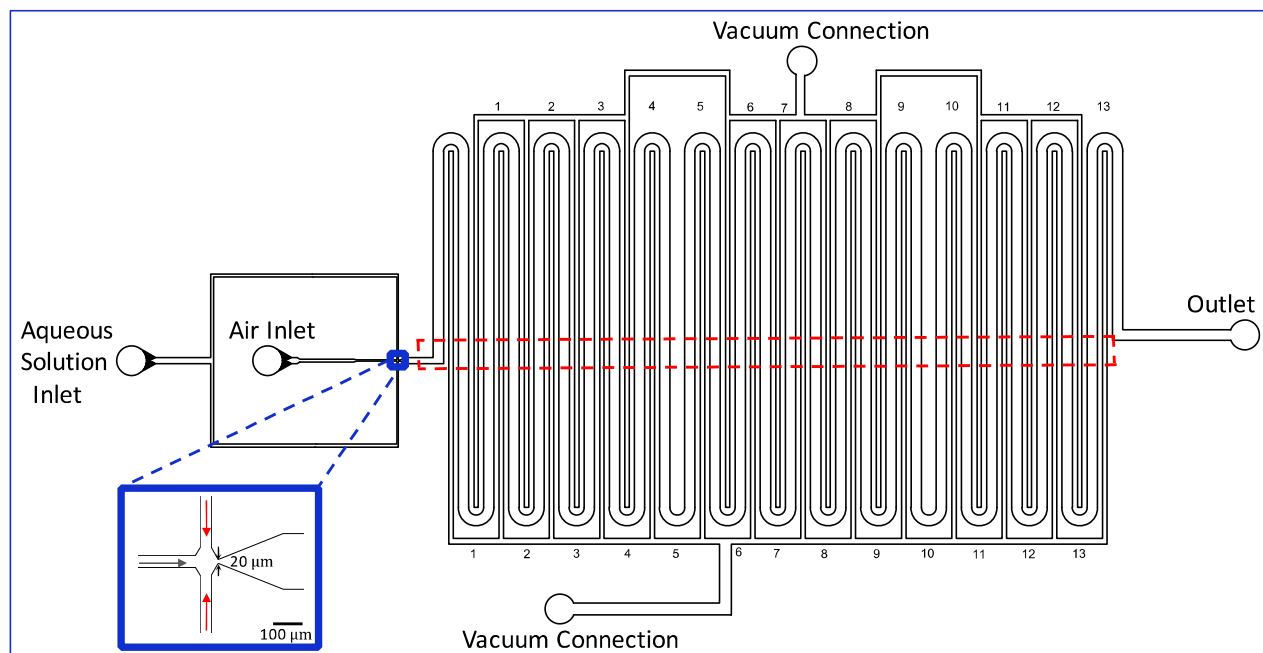 Vacuum Connection
1 2 3 4 5 6 7 8 9 10 11 12 13
Aqueous
Solution
Inlet
Air Inlet
Outlet
20 µm
100 µm
1 2 3 4 5 6 7 8 9 10 11 12 13
Vacuum Connection